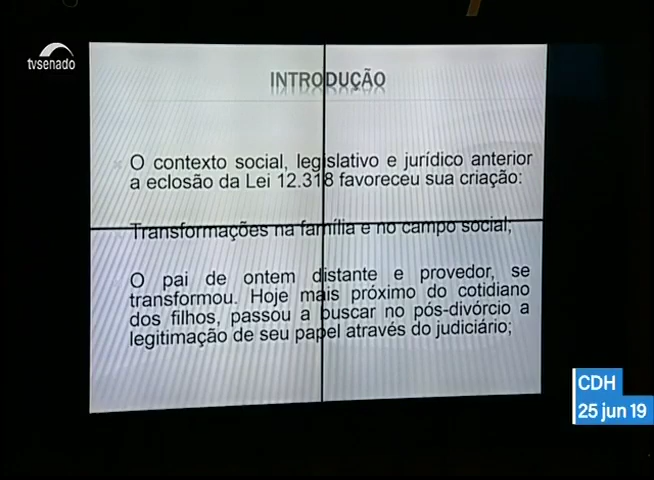 tvsenado
INTRODUÇÃO
O contexto social, legislativo e jurídico anterior
a eclosão da Lei 12.318 favoreceu sua criação:
Transformações na família e no campo social;
O pai de ontem distante e provedor, se
transformou. Hoje mais próximo do cotidiano
dos filhos, passou a buscar no pós-divórcio a
legitimação de seu papel através do judiciário;
CDH
25 jun 19